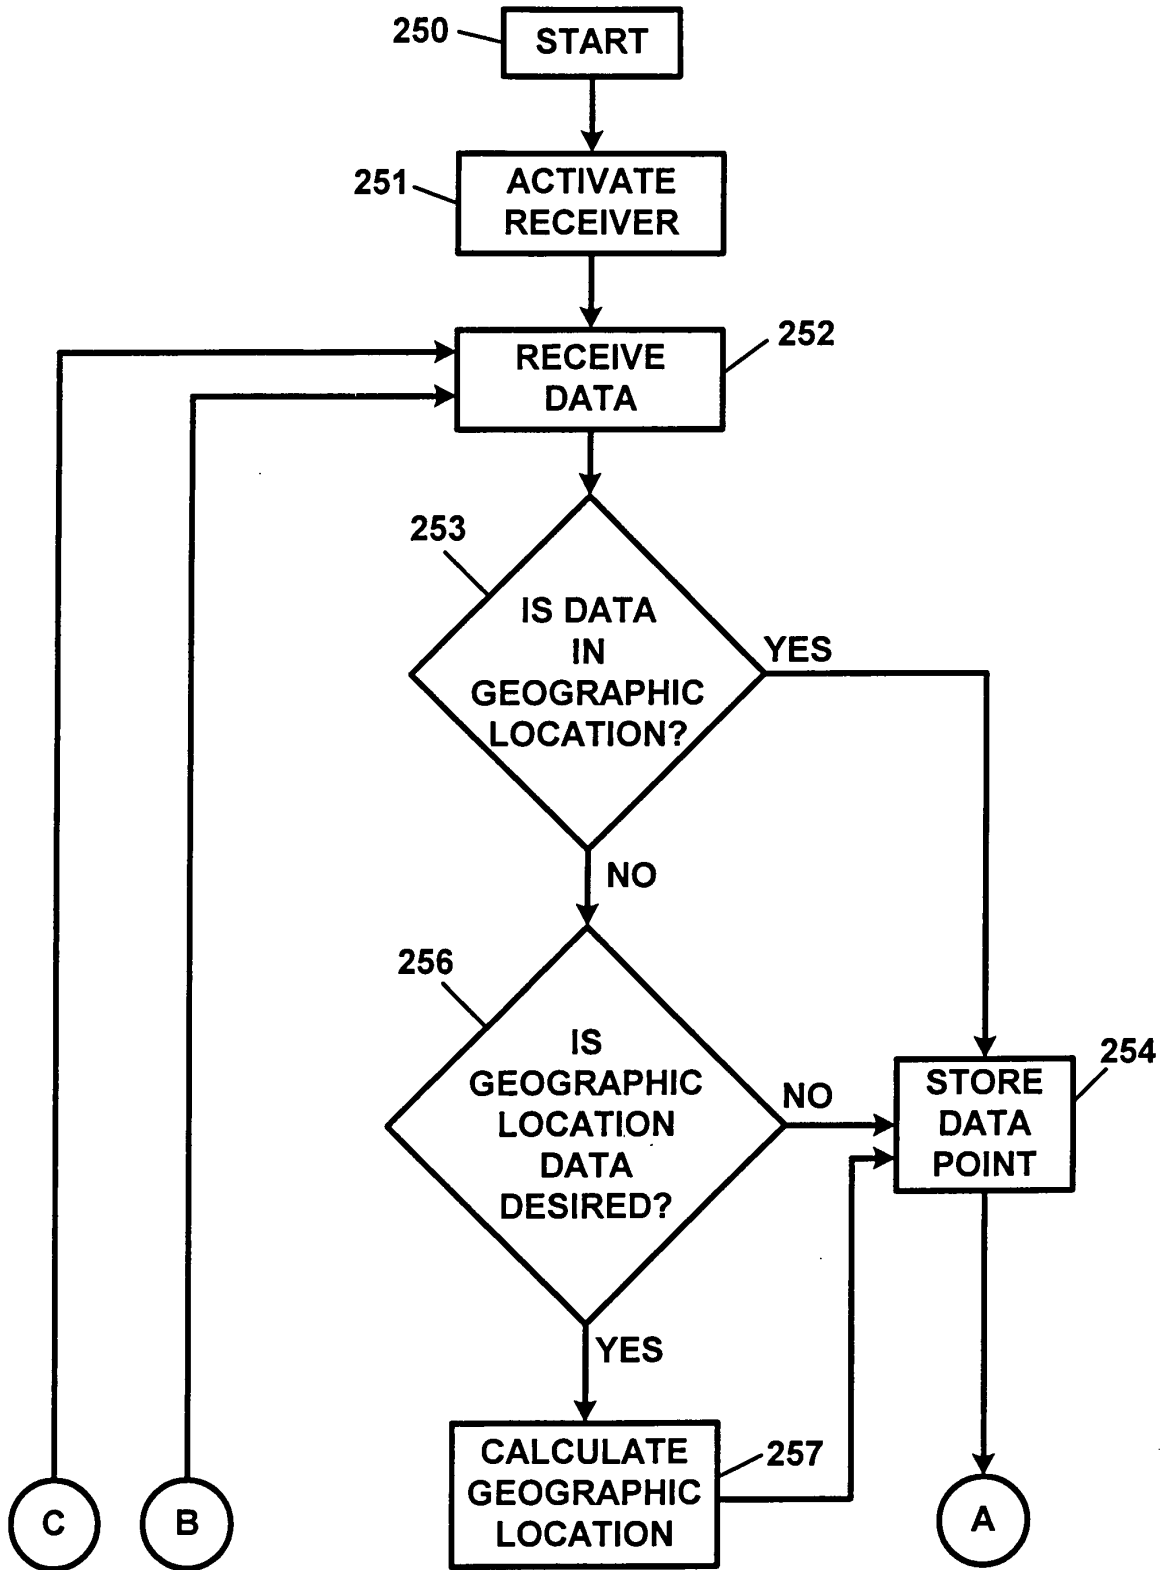 250
START
251
ACTIVATE
RECEIVER
252
RECEIVE
DATA
253
IS DATA
IN
GEOGRAPHIC
LOCATION?
YES
NO
256
IS
GEOGRAPHIC
LOCATION
DATA
DESIRED?
NO
254
STORE
DATA
POINT
YES
CALCULATE
GEOGRAPHIC
LOCATION
257
C
B
A